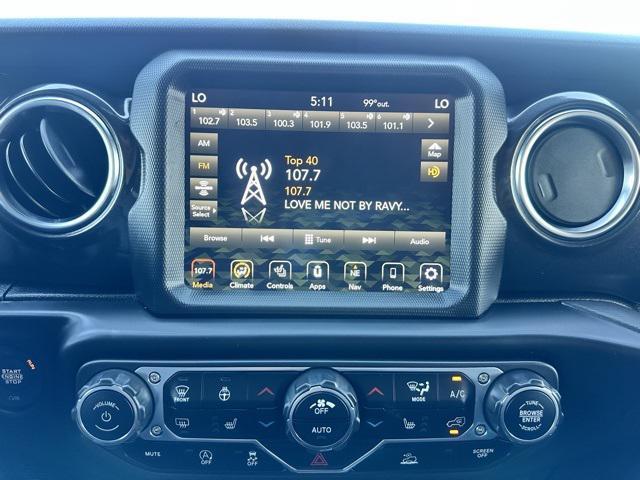 LO 5:11 99°out. LO
1 2 3 4 5 6
102.7 103.5 100.3 101.9 103.5 101.1
AM
FM
Source
Select
Top 40
107.7
107.7
LOVE ME NOT BY RAVY...
Map
HD
Browse Tune Audio
107.7 NE
Media Climate Controls Apps Nav Phone Settings
START
ENGINE
STOP
RUN
VOLUME
FRONT
OFF
AUTO
MODE
A/C
TUNE
BROWSE
ENTER
SCROLL
MUTE
OFF
OFF
SCREEN
OFF